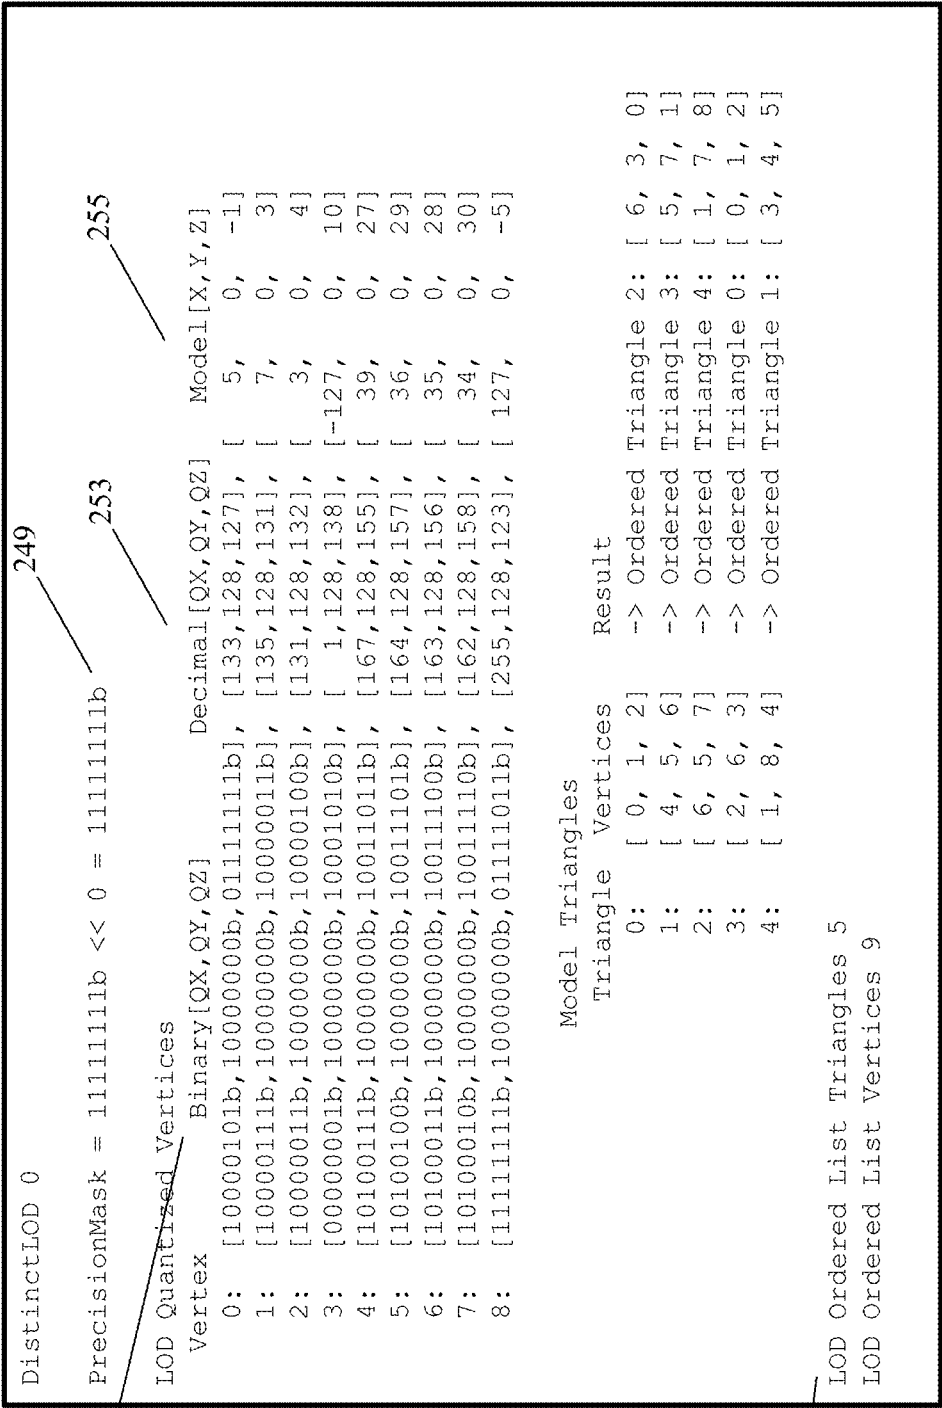 249
DistinctLOD 0
PrecisionMask = 11111111b << 0 = 11111111b
253
255
LOD Quantized Vertices
Vertex Binary[QX,QY,QZ] Decimal[QX,QY,QZ] Model[X,Y,Z]
0: [10000101b,10000000b,01111111b], [133,128,127], [ 5, 0, -1]
1: [10000111b,10000000b,10000011b], [135,128,131], [ 7, 0, 3]
2: [10000011b,10000000b,10000100b], [131,128,132], [ 3, 0, 4]
3: [00000001b,10000000b,10001010b], [ 1,128,138], [-127, 0, 10]
4: [10100111b,10000000b,10011011b], [167,128,155], [ 39, 0, 27]
5: [10100100b,10000000b,10011101b], [164,128,157], [ 36, 0, 29]
6: [10100011b,10000000b,10011100b], [163,128,156], [ 35, 0, 28]
7: [10100010b,10000000b,10011110b], [162,128,158], [ 34, 0, 30]
8: [11111111b,10000000b,01111011b], [255,128,123], [ 127, 0, -5]
Model Triangles
Triangle Vertices Result
0: [ 0, 1, 2] -> Ordered Triangle 2: [ 6, 3, 0]
1: [ 4, 5, 6] -> Ordered Triangle 3: [ 5, 7, 1]
2: [ 6, 5, 7] -> Ordered Triangle 4: [ 1, 7, 8]
3: [ 2, 6, 3] -> Ordered Triangle 0: [ 0, 1, 2]
4: [ 1, 8, 4] -> Ordered Triangle 1: [ 3, 4, 5]
LOD Ordered List Triangles 5
LOD Ordered List Vertices 9